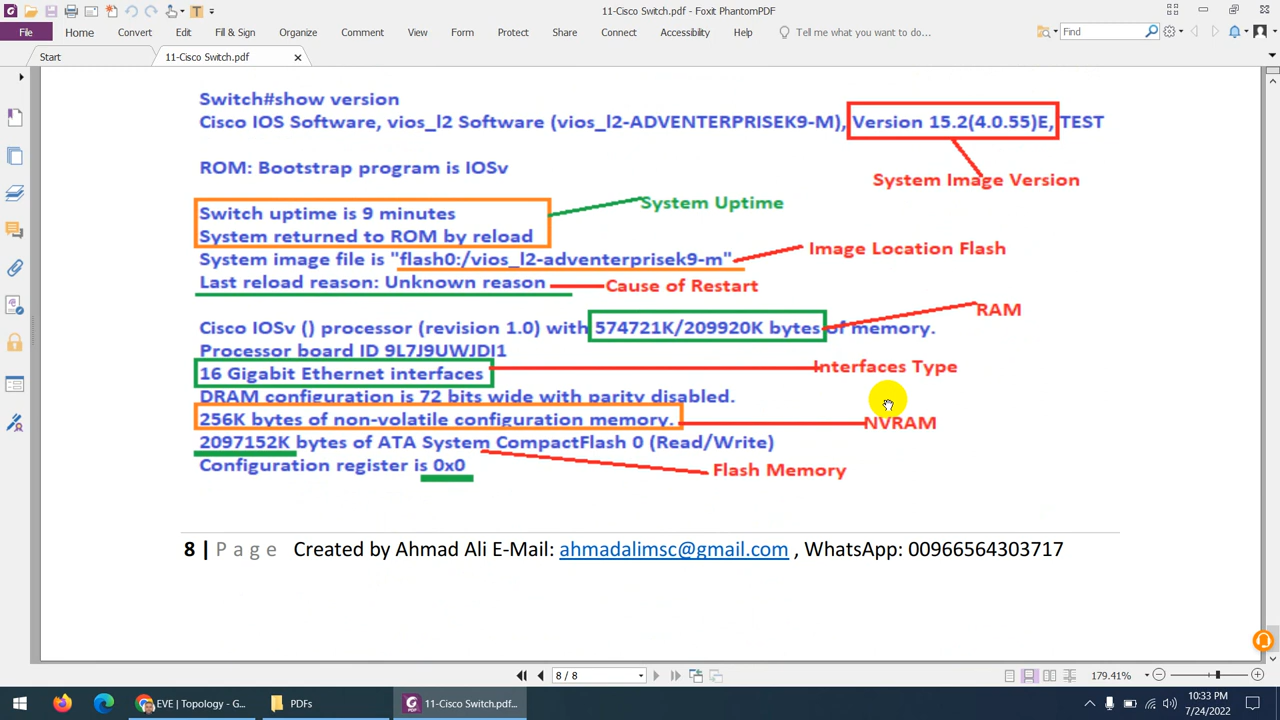 11-Cisco Switch.pdf - Foxit PhantomPDF
File Home Convert Edit Fill & Sign Organize Comment View Form Protect Share Connect Accessibility Help Tell me what you want to do... Find
Start 11-Cisco Switch.pdf
Switch#show version
Cisco IOS Software, vios_l2 Software (vios_l2-ADVENTERPRISEK9-M), Version 15.2(4.0.55)E, TEST
ROM: Bootstrap program is IOSv
System Image Version
Switch uptime is 9 minutes
System Uptime
System returned to ROM by reload
System image file is "flash0:/vios_l2-adventerprisek9-m"
Image Location Flash
Last reload reason: Unknown reason
Cause of Restart
RAM
Cisco IOSv () processor (revision 1.0) with 574721K/209920K bytes of memory.
Processor board ID 9L7J9UWJDI1
16 Gigabit Ethernet interfaces
Interfaces Type
DRAM configuration is 72 bits wide with parity disabled.
256K bytes of non-volatile configuration memory.
NVRAM
2097152K bytes of ATA System CompactFlash 0 (Read/Write)
Configuration register is 0x0
Flash Memory
8 | Page Created by Ahmad Ali E-Mail: ahmadalimsc@gmail.com , WhatsApp: 00966564303717
8 / 8
179.41%
EVE | Topology - G...
PDFs
11-Cisco Switch.pdf...
10:33 PM
7/24/2022